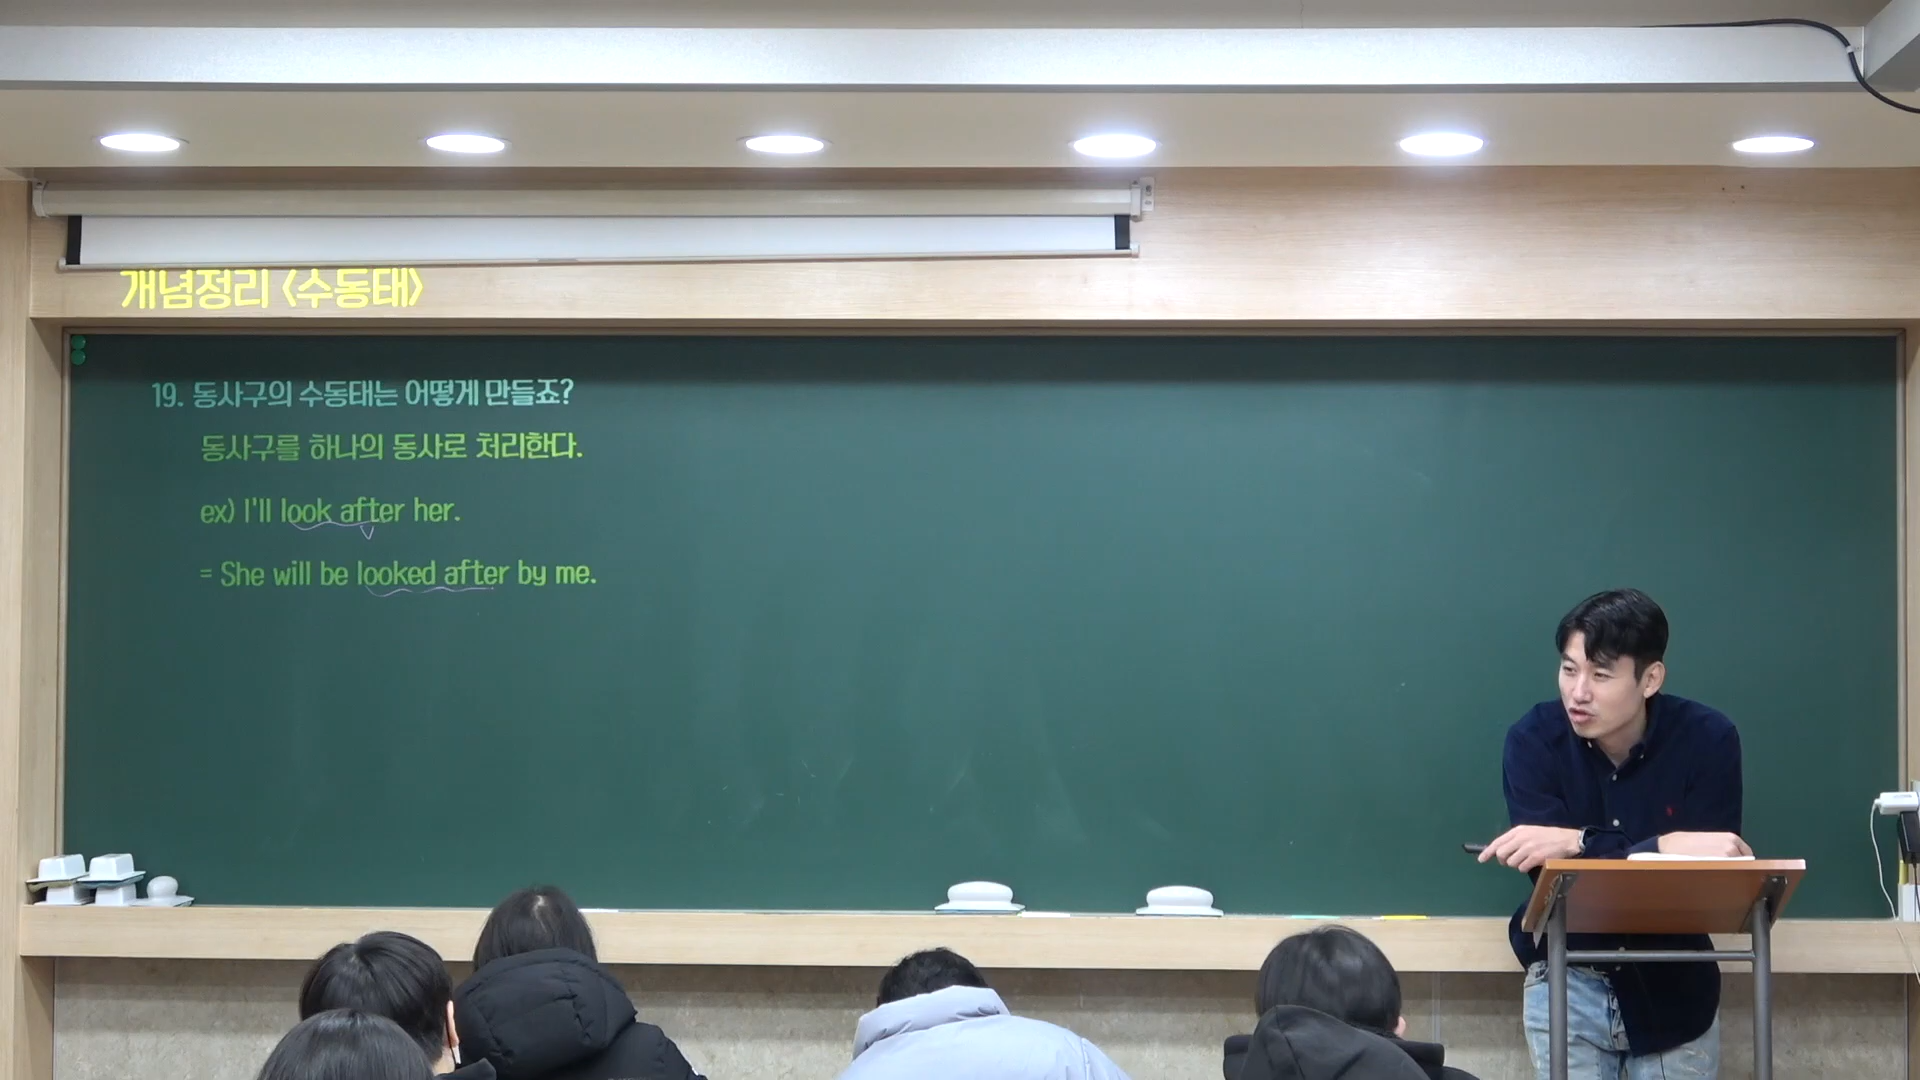 개념정리 <수동태>
19. 동사구의 수동태는 어떻게 만들죠?
동사구를 하나의 동사로 처리한다.
ex) I'll look after her.
V
= She will be looked after by me.